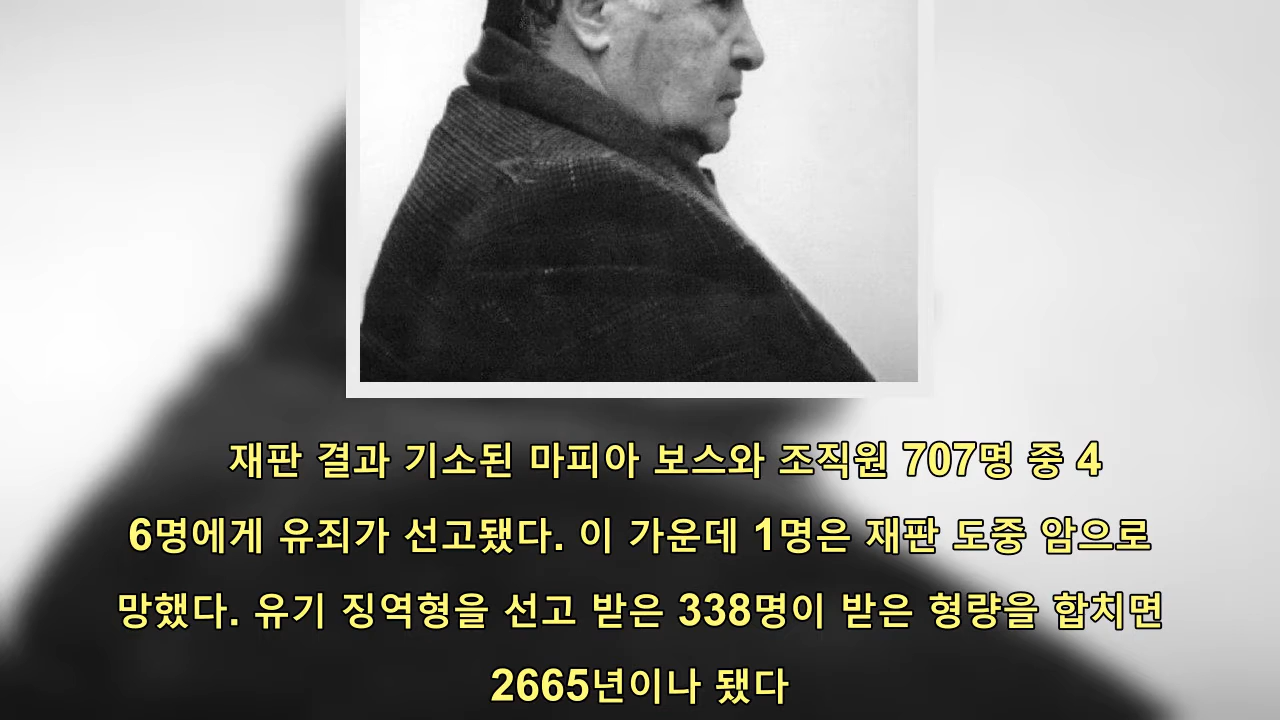 재판 결과 기소된 마피아 보스와 조직원 707명 중 4
6명에게 유죄가 선고됐다. 이 가운데 1명은 재판 도중 암으로
망했다. 유기 징역형을 선고 받은 338명이 받은 형량을 합치면
2665년이나 됐다